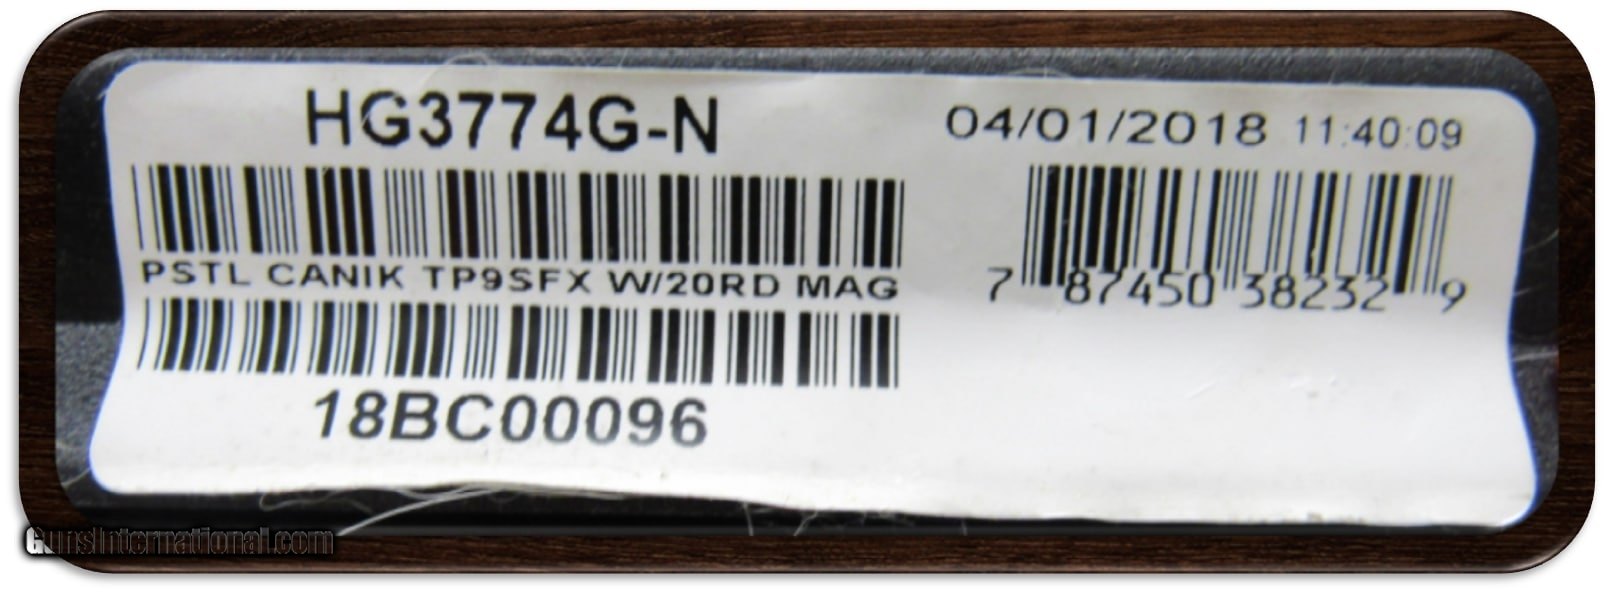 HG3774G-N
04/01/2018 11:40:09
PSTL CANIK TP9SFX W/20RD MAG
7 87450 38232 9
18BC00096
GunsInternational.com